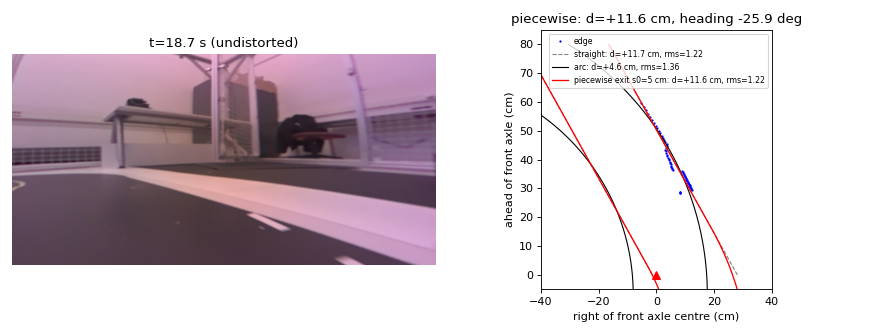 t=18.7 s (undistorted)
piecewise: d=+11.6 cm, heading -25.9 deg
edge
straight: d=+11.7 cm, rms=1.22
arc: d=+4.6 cm, rms=1.36
piecewise exit,s0=5 cm: d=+11.6 cm, rms=1.22
ahead of front axle (cm)
80
70
60
50
40
30
20
10
0
−40
−20
0
20
40
right of front axle centre (cm)